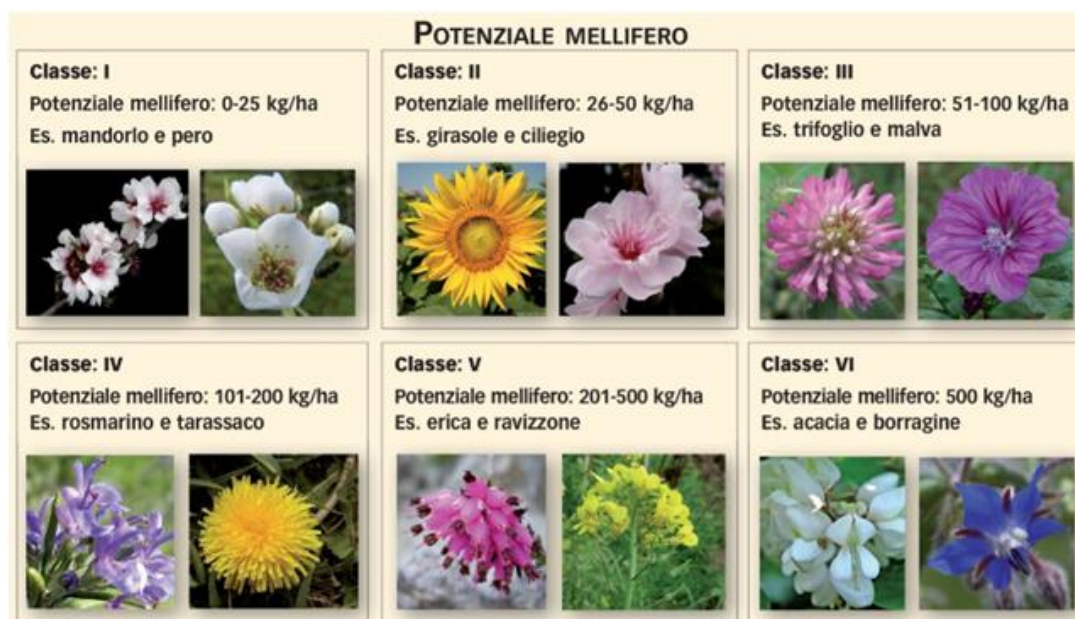 POTENZIALE MELLIFERO
Classe: I
Potenziale mellifero: 0-25 kg/ha
Es. mandorlo e pero
Classe: II
Potenziale mellifero: 26-50 kg/ha
Es. girasole e ciliegio
Classe: III
Potenziale mellifero: 51-100 kg/ha
Es. trifoglio e malva
Classe: IV
Potenziale mellifero: 101-200 kg/ha
Es. rosmarino e tarassaco
Classe: V
Potenziale mellifero: 201-500 kg/ha
Es. erica e ravizzone
Classe: VI
Potenziale mellifero: 500 kg/ha
Es. acacia e borragine